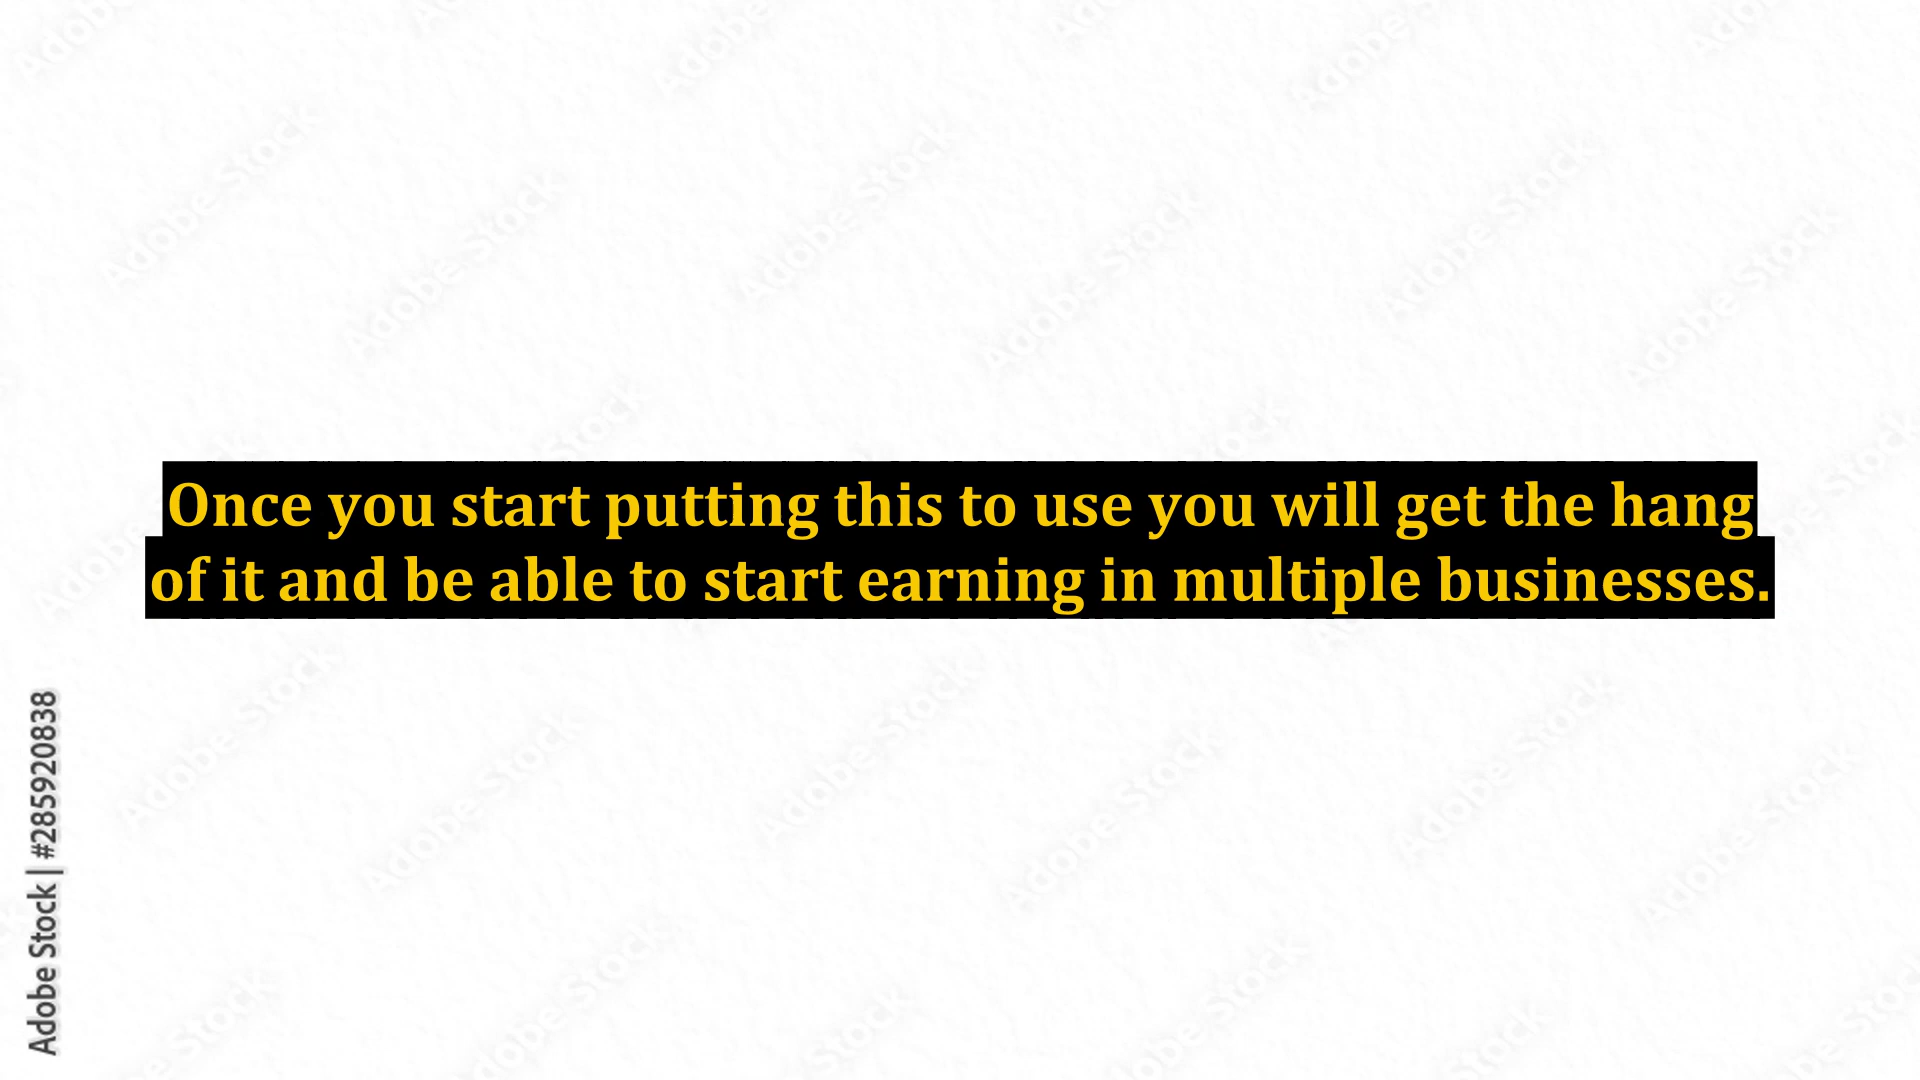 Once you start putting this to use you will get the hang
of it and be able to start earning in multiple businesses.
Adobe Stock | #285920838